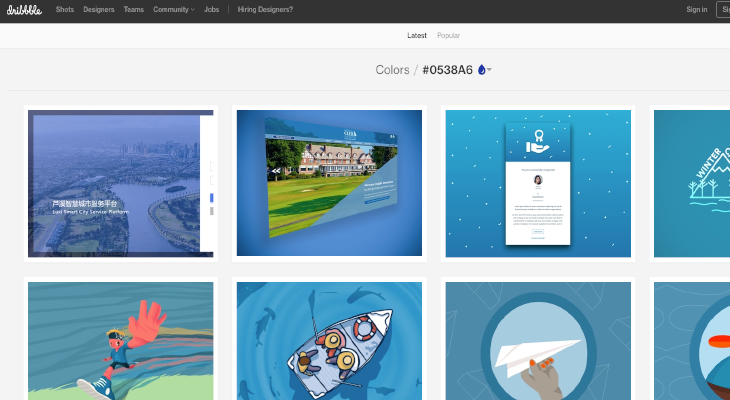 dribbble
Shots Designers Teams Community Jobs Hiring Designers? Sign in
Latest Popular
Colors / #0538A6
芦溪智慧城市服务平台
Luxi Smart City Service Platform
WINTER